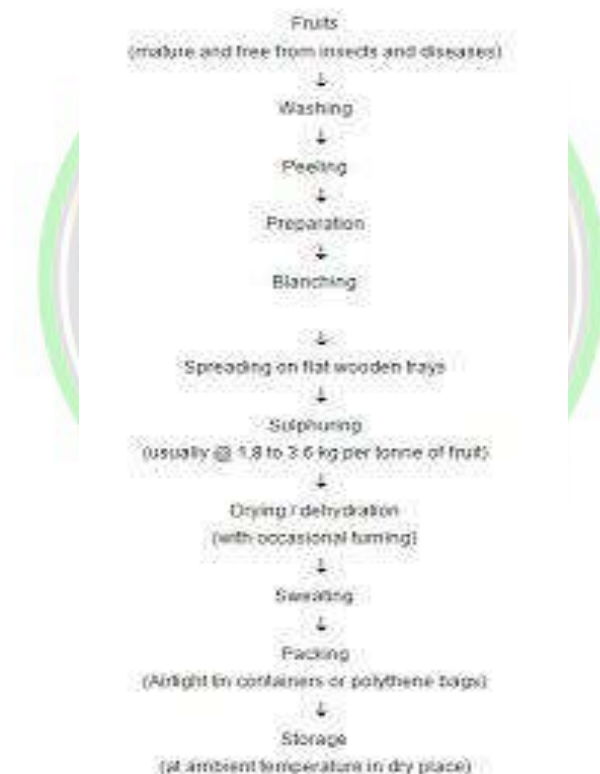 Fruits
(mature and free from insects and diseases)
↓
Washing
↓
Peeling
↓
Preparation
↓
Blanching
↓
Spreading on flat wooden trays
↓
Sulphuring
(usually @ 1.8 to 3.6 kg per tonne of fruit)
↓
Drying / dehydration
(with occasional turning)
↓
Sweating
↓
Packing
(Airtight tin containers or polythene bags)
↓
Storage
(at ambient temperature in dry place)